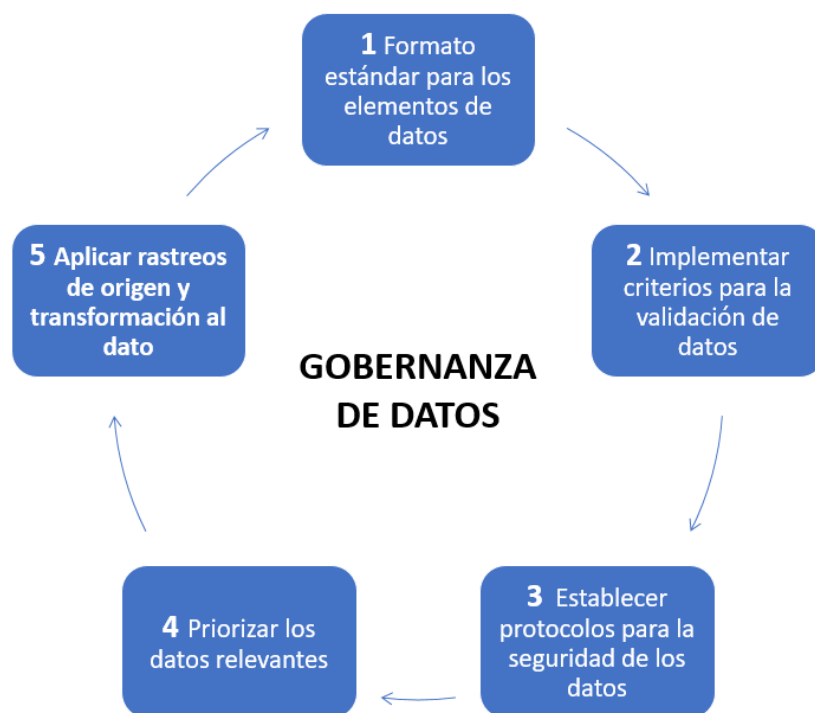 1 Formato
estándar para los
elementos de
datos
2 Implementar
criterios para la
validación de
datos
3 Establecer
protocolos para la
seguridad de los
datos
4 Priorizar los
datos relevantes
5 Aplicar rastreos
de origen y
transformación al
dato
GOBERNANZA
DE DATOS